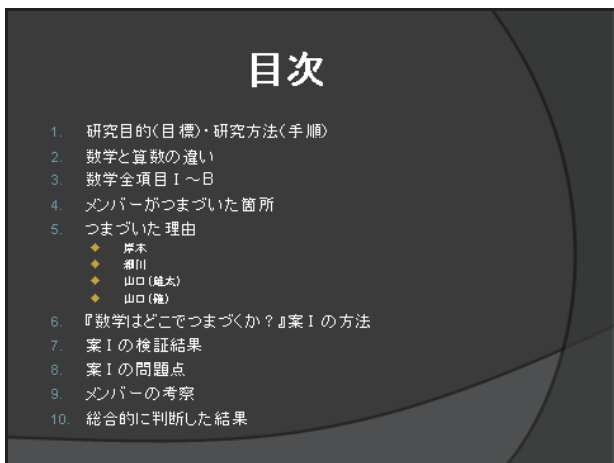 目次
1. 研究目的(目標)・研究方法(手順)
2. 数学と算数の違い
3. 数学全項目Ⅰ～B
4. メンバーがつまづいた箇所
5. つまづいた理由
◆ 岸本
◆ 細川
◆ 山口(雄太)
◆ 山口
6. 『数学はどこでつまづくか？』案Ⅰの方法
7. 案Ⅰの検証結果
8. 案Ⅰの問題点
9. メンバーの考察
10. 総合的に判断した結果